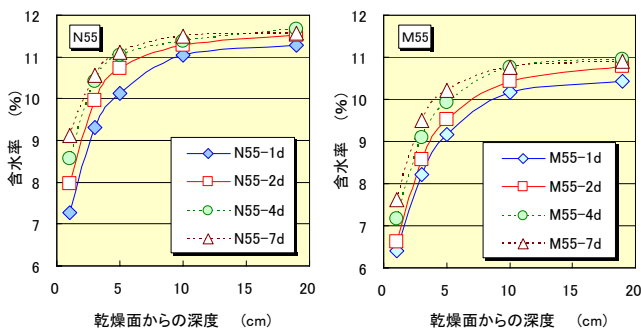 N55
12
11
10
9
8
7
6
含水率 (%)
N55-1d
N55-2d
N55-4d
N55-7d
0 5 10 15 20
乾燥面からの深度 (cm)
M55
12
11
10
9
8
7
6
含水率 (%)
M55-1d
M55-2d
M55-4d
M55-7d
0 5 10 15 20
乾燥面からの深度 (cm)